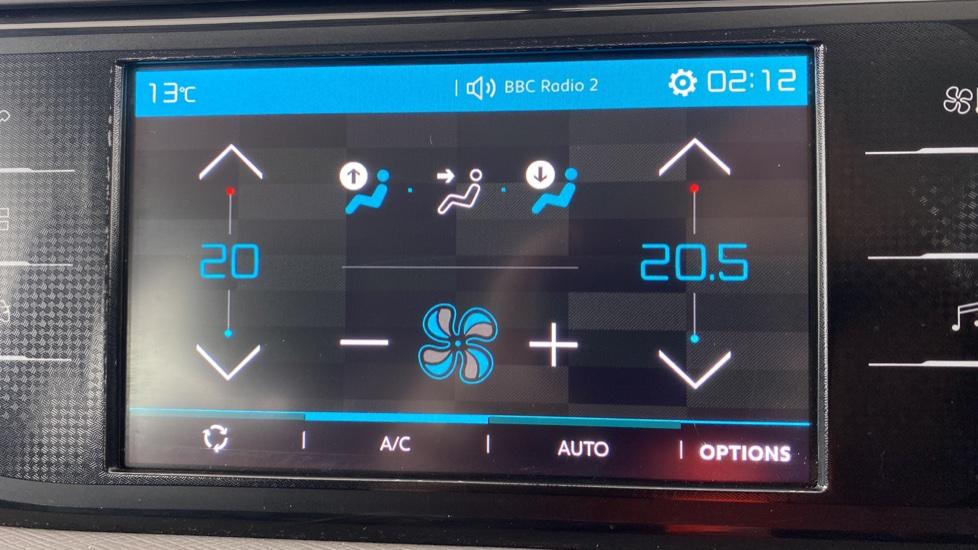 13°C BBC Radio 2 02:12
20 20.5
A/C AUTO OPTIONS